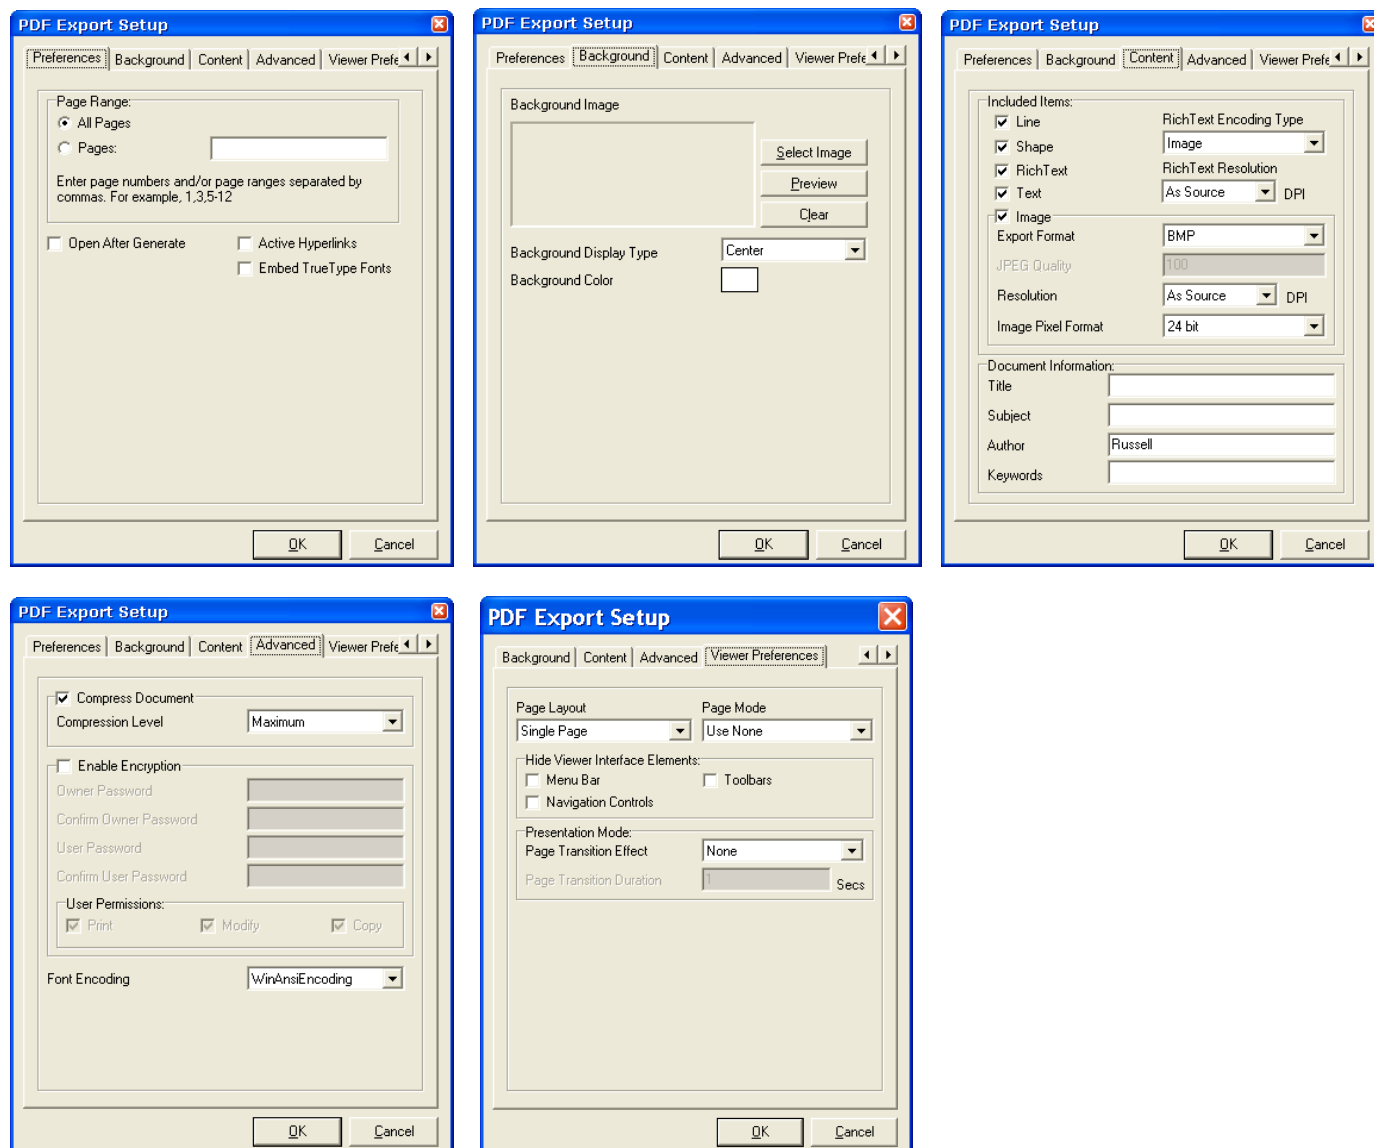 PDF Export Setup
Preferences Background Content Advanced Viewer Prefe
Page Range:
All Pages
Pages:
Enter page numbers and/or page ranges separated by
commas. For example, 1,3,5-12
Open After Generate Active Hyperlinks
Embed TrueType Fonts
OK Cancel
PDF Export Setup
Preferences Background Content Advanced Viewer Prefe
Background Image
Select Image
Preview
Clear
Background Display Type Center
Background Color
OK Cancel
PDF Export Setup
Preferences Background Content Advanced Viewer Prefe
Included Items:
Line RichText Encoding Type
Shape Image
RichText RichText Resolution
Text As Source DPI
Image
Export Format BMP
JPEG Quality 100
Resolution As Source DPI
Image Pixel Format 24 bit
Document Information:
Title
Subject
Author Russell
Keywords
OK Cancel
PDF Export Setup
Preferences Background Content Advanced Viewer Prefe
Compress Document
Compression Level Maximum
Enable Encryption
Owner Password
Confirm Owner Password
User Password
Confirm User Password
User Permissions:
Print Modify Copy
Font Encoding WinAnsiEncoding
OK Cancel
PDF Export Setup
Background Content Advanced Viewer Preferences
Page Layout Page Mode
Single Page Use None
Hide Viewer Interface Elements:
Menu Bar Toolbars
Navigation Controls
Presentation Mode:
Page Transition Effect None
Page Transition Duration 1 Secs
OK Cancel